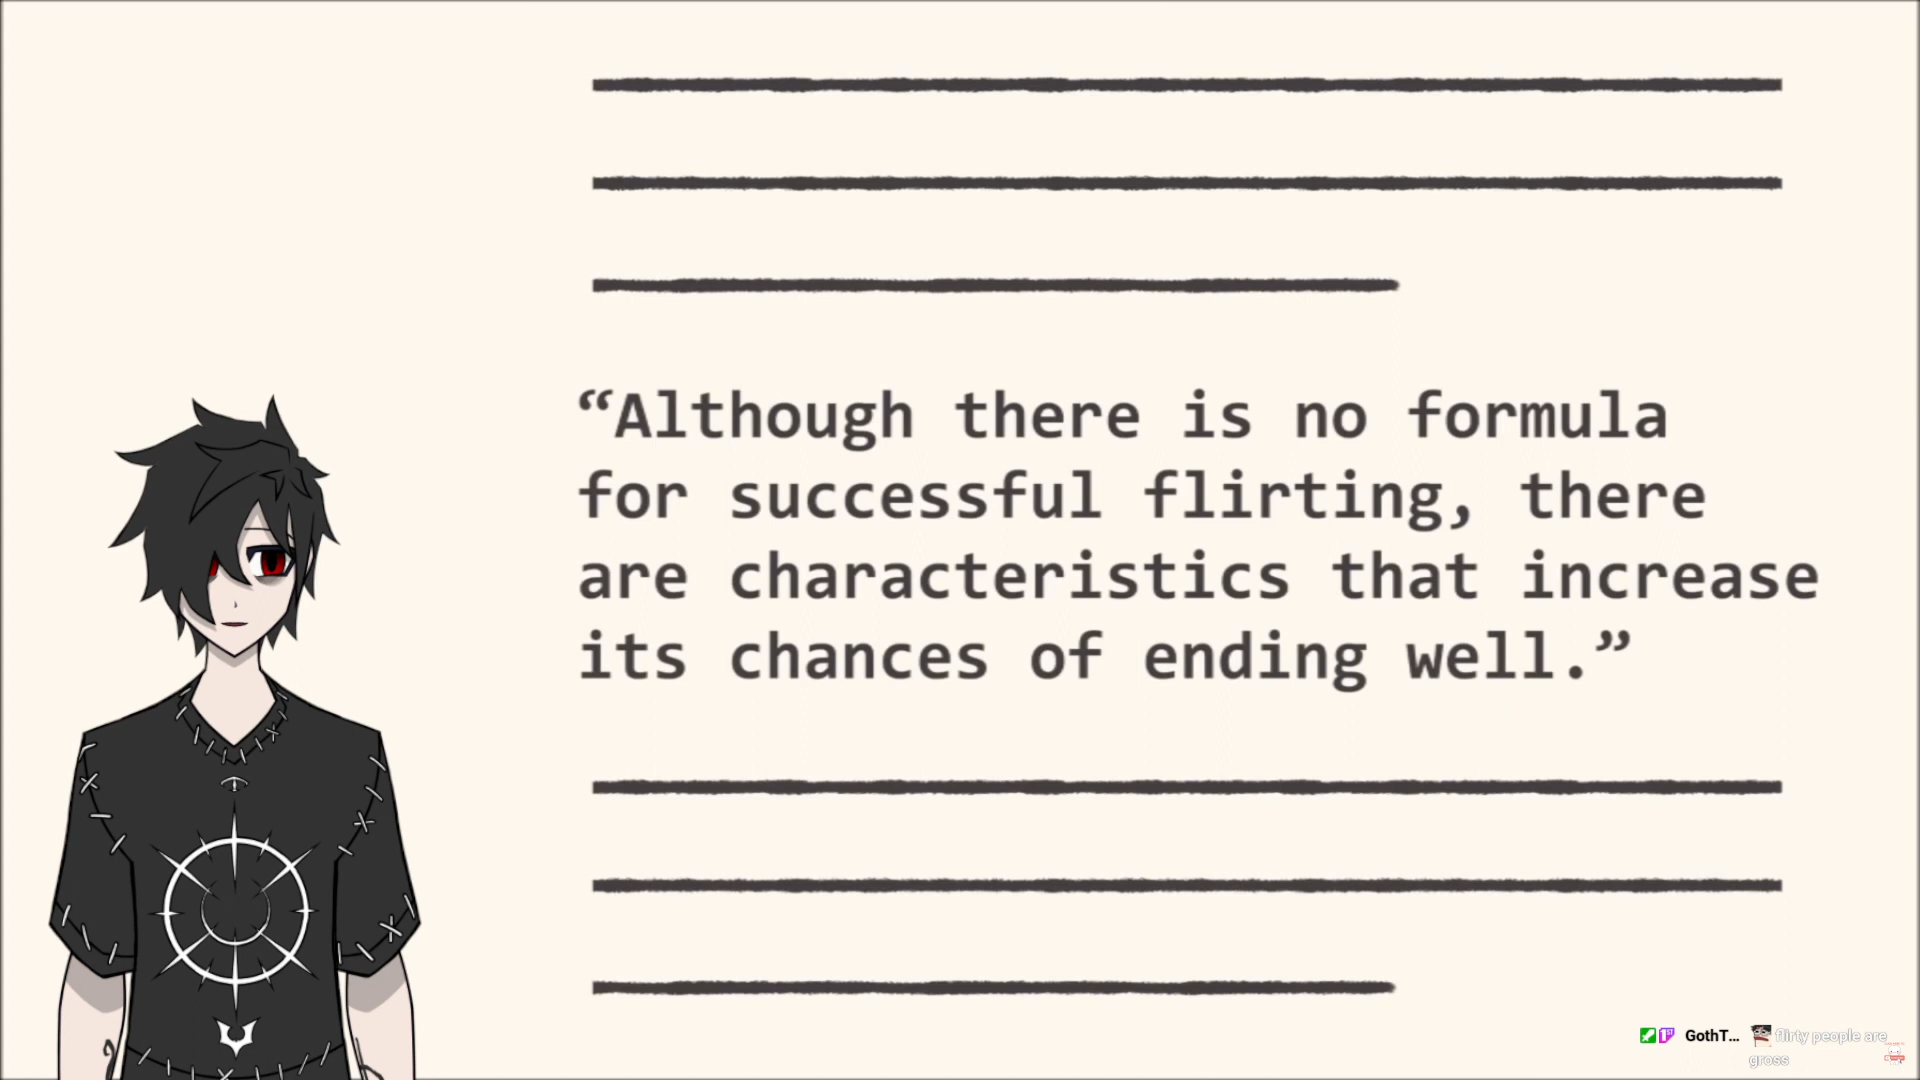 “Although there is no formula
for successful flirting, there
are characteristics that increase
its chances of ending well.”
GothT... flirty people are
gross